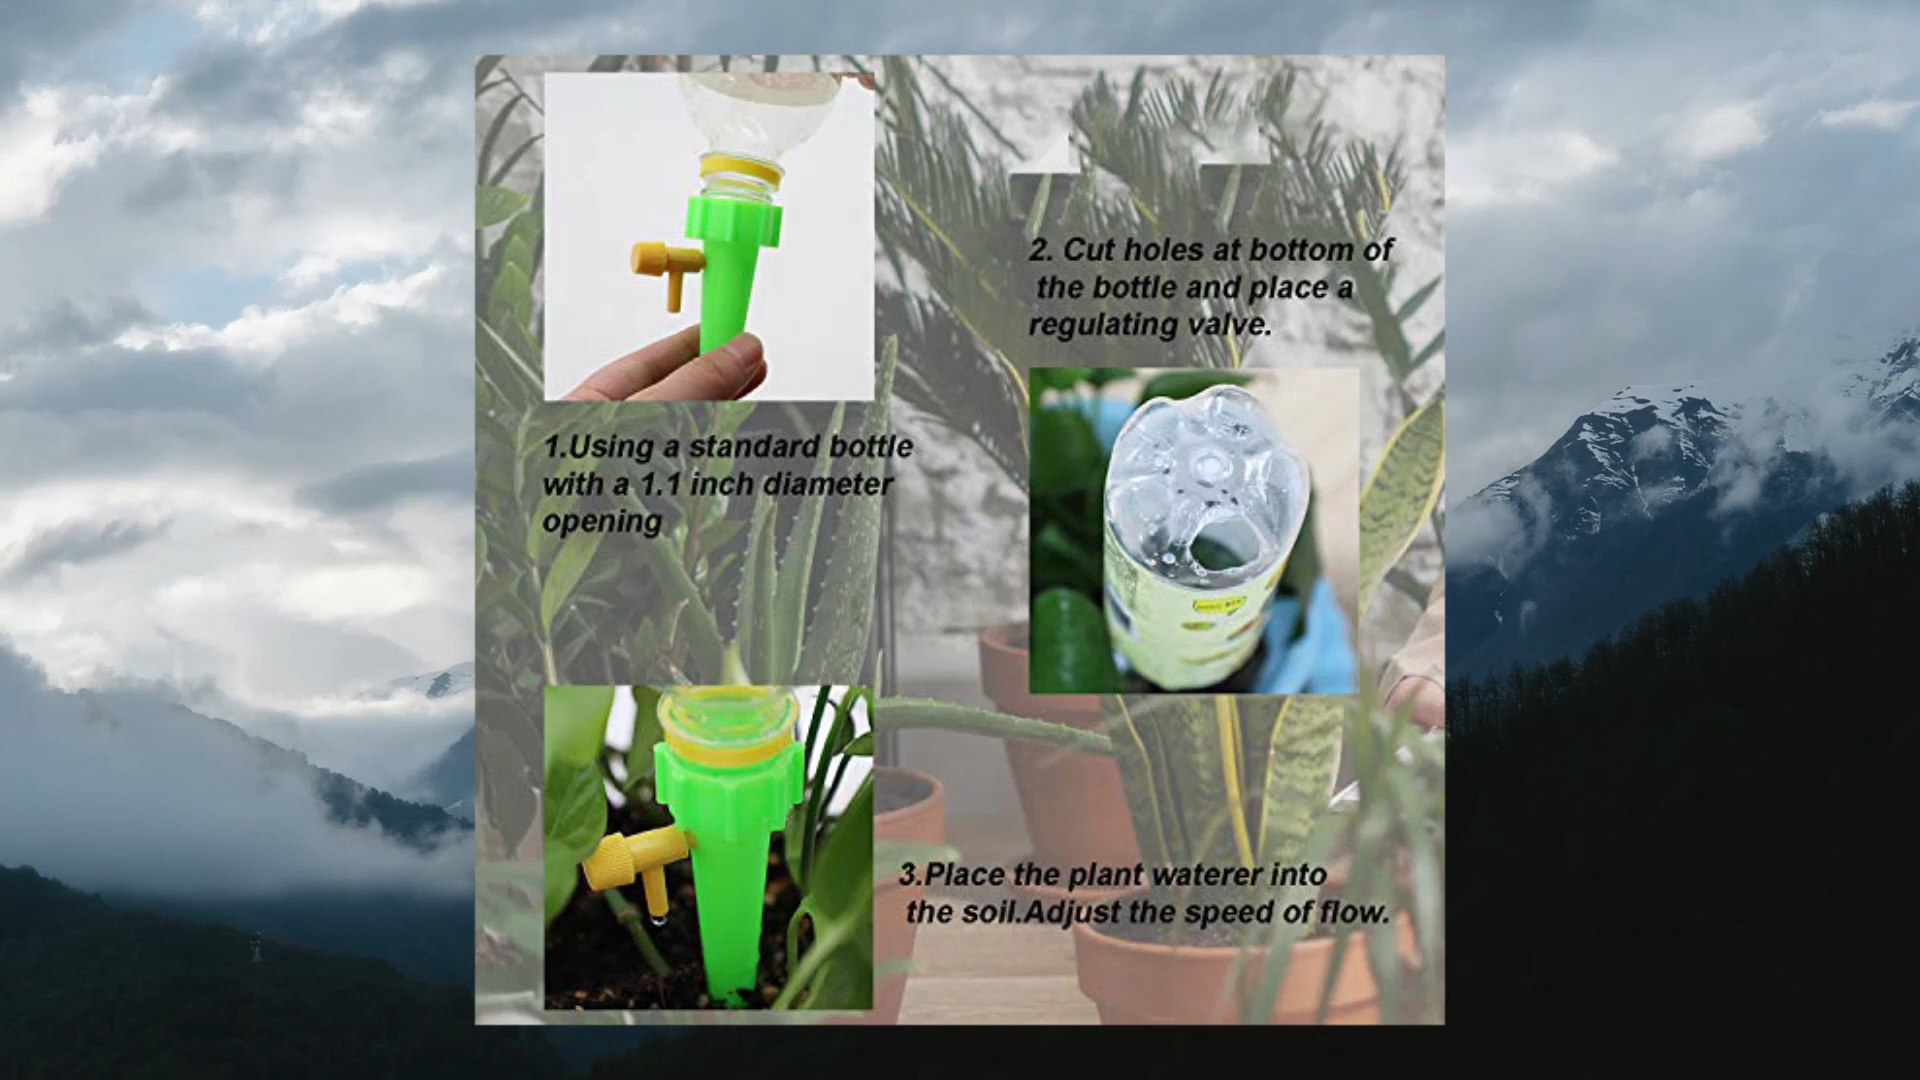 1.Using a standard bottle
with a 1.1 inch diameter
opening
2. Cut holes at bottom of
the bottle and place a
regulating valve.
3.Place the plant waterer into
the soil.Adjust the speed of flow.